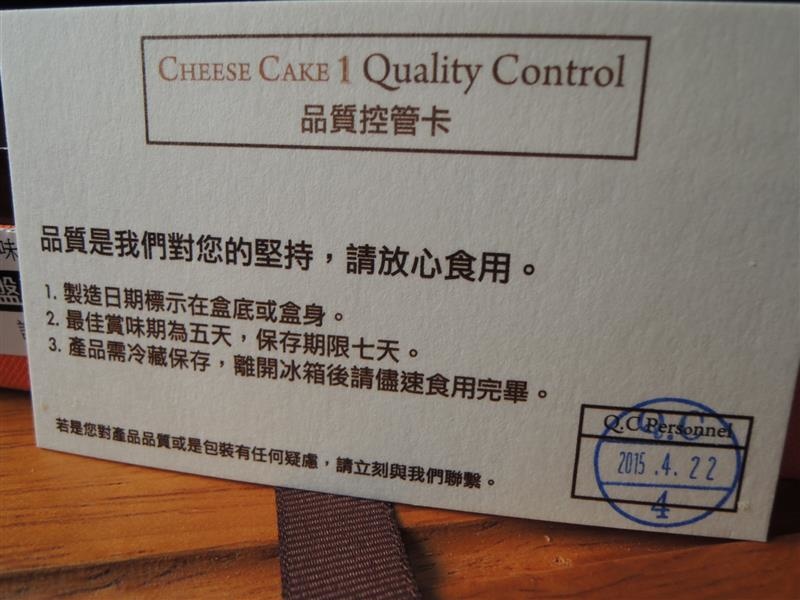 CHEESE CAKE 1 Quality Control
品質控管卡
品質是我們對您的堅持，請放心食用。
1. 製造日期標示在盒底或盒身。
2. 最佳賞味期為五天，保存期限七天。
3. 產品需冷藏保存，離開冰箱後請儘速食用完畢。
若是您對產品品質或是包裝有任何疑慮，請立刻與我們聯繫。
Q.C Personnel
Q.C
2015.4.22
4
味
盤